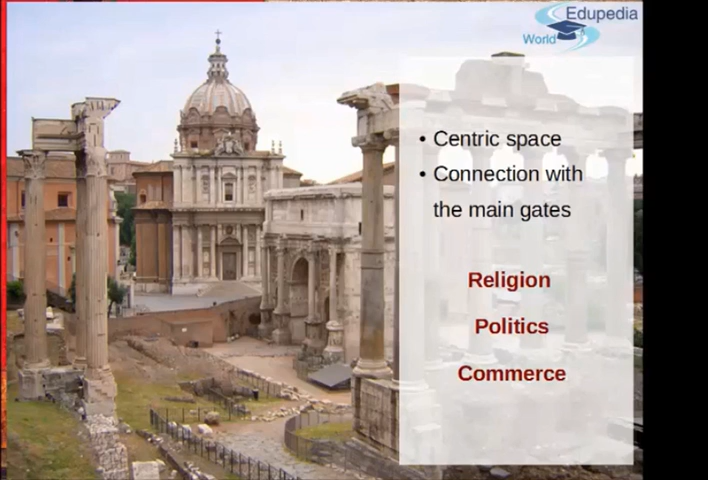 Edupedia
World
• Centric space
• Connection with
the main gates
Religion
Politics
Commerce